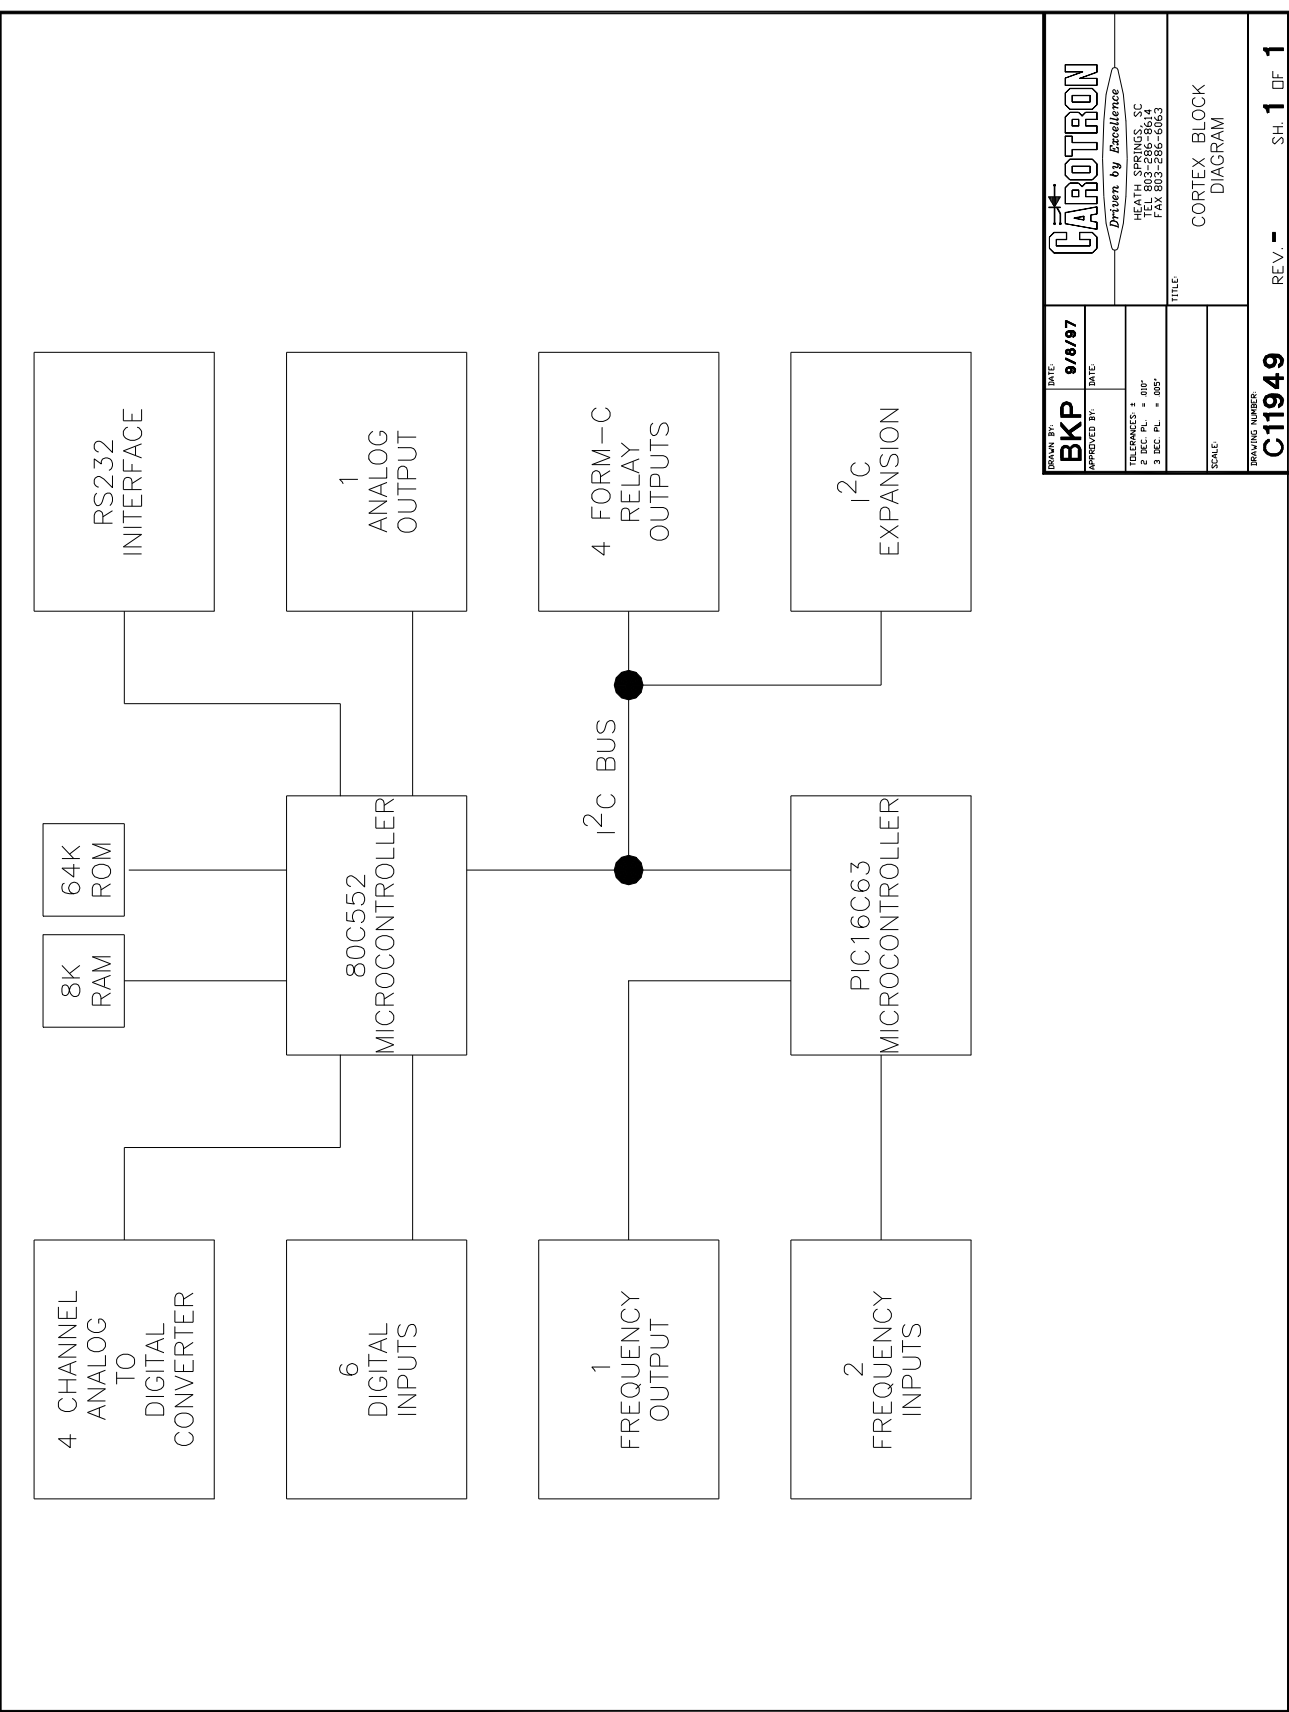 8K
RAM
64K
ROM
4 CHANNEL
ANALOG
TO
DIGITAL
CONVERTER
RS232
INITERFACE
6
DIGITAL
INPUTS
80C552
MICROCONTROLLER
1
ANALOG
OUTPUT
I²C BUS
1
FREQUENCY
OUTPUT
4 FORM-C
RELAY
OUTPUTS
2
FREQUENCY
INPUTS
PIC16C63
MICROCONTROLLER
I²C
EXPANSION
DRAWN BY:
BKP
DATE:
9/8/97
APPROVED BY:
DATE:
TOLERANCES: ±
2 DEC. PL. = .010"
3 DEC. PL. = .005"
SCALE:
CAROTRON
Driven by Excellence
HEATH SPRINGS, SC
TEL 803-286-8614
FAX 803-286-6063
TITLE:
CORTEX BLOCK
DIAGRAM
DRAWING NUMBER:
C11949
REV. -
SH. 1 OF 1